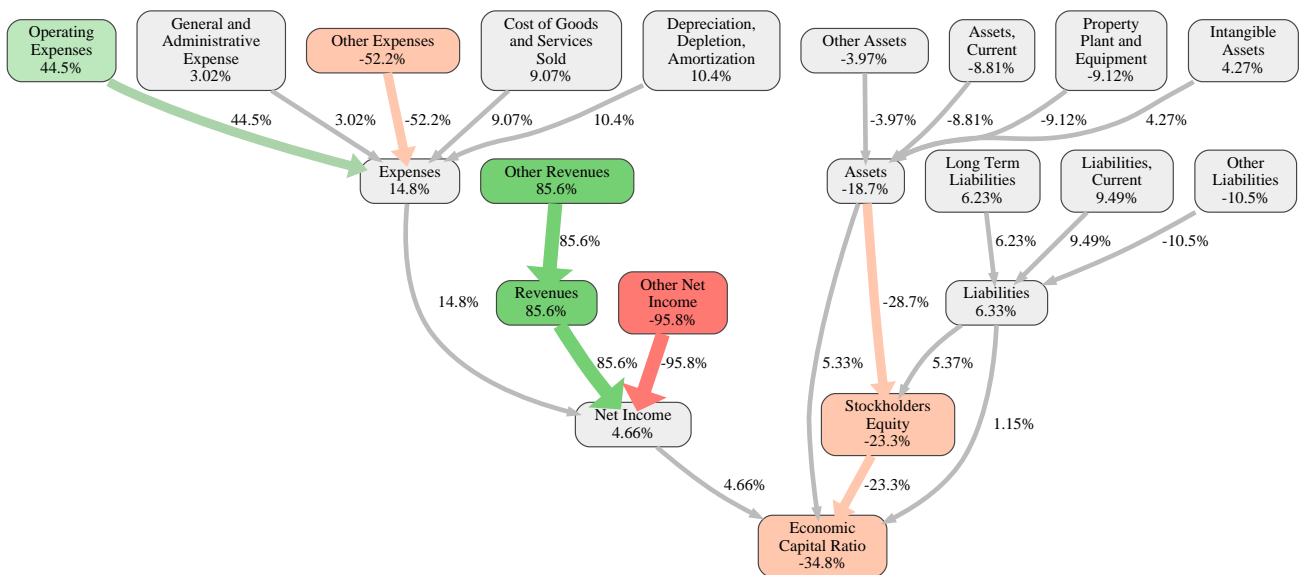 Operating
Expenses
44.5%
General and
Administrative
Expense
3.02%
Other Expenses
-52.2%
Cost of Goods
and Services
Sold
9.07%
Depreciation,
Depletion,
Amortization
10.4%
Other Assets
-3.97%
Assets,
Current
-8.81%
Property
Plant and
Equipment
-9.12%
Intangible
Assets
4.27%
44.5%
3.02%
-52.2%
9.07%
10.4%
-3.97%
-8.81%
-9.12%
4.27%
Expenses
14.8%
Other Revenues
85.6%
Assets
-18.7%
Long Term
Liabilities
6.23%
Liabilities,
Current
9.49%
Other
Liabilities
-10.5%
85.6%
6.23%
9.49%
-10.5%
14.8%
Revenues
85.6%
Other Net
Income
-95.8%
-28.7%
Liabilities
6.33%
85.6%
-95.8%
5.33%
5.37%
1.15%
Net Income
4.66%
Stockholders
Equity
-23.3%
4.66%
-23.3%
Economic
Capital Ratio
-34.8%